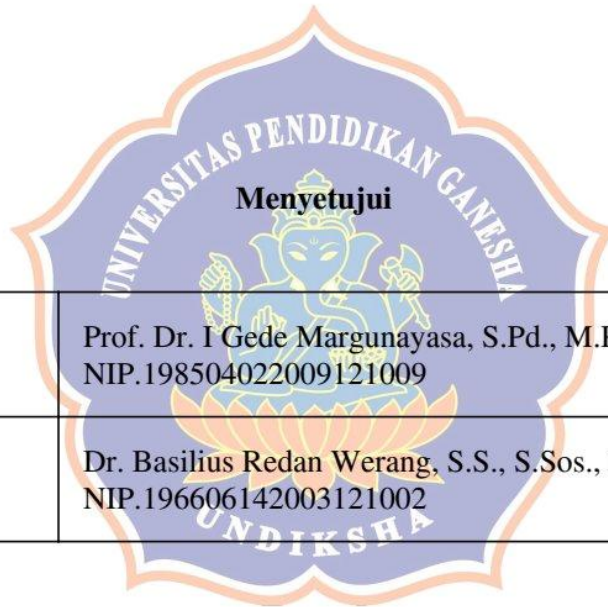 UNIVERSITAS PENDIDIKAN GANESHA
Menyetujui
Prof. Dr. I Gede Margunayasa, S.Pd., M.
NIP.198504022009121009
Dr. Basilius Redan Werang, S.S., S.Sos.,
NIP.196606142003121002
UNDIKSHA